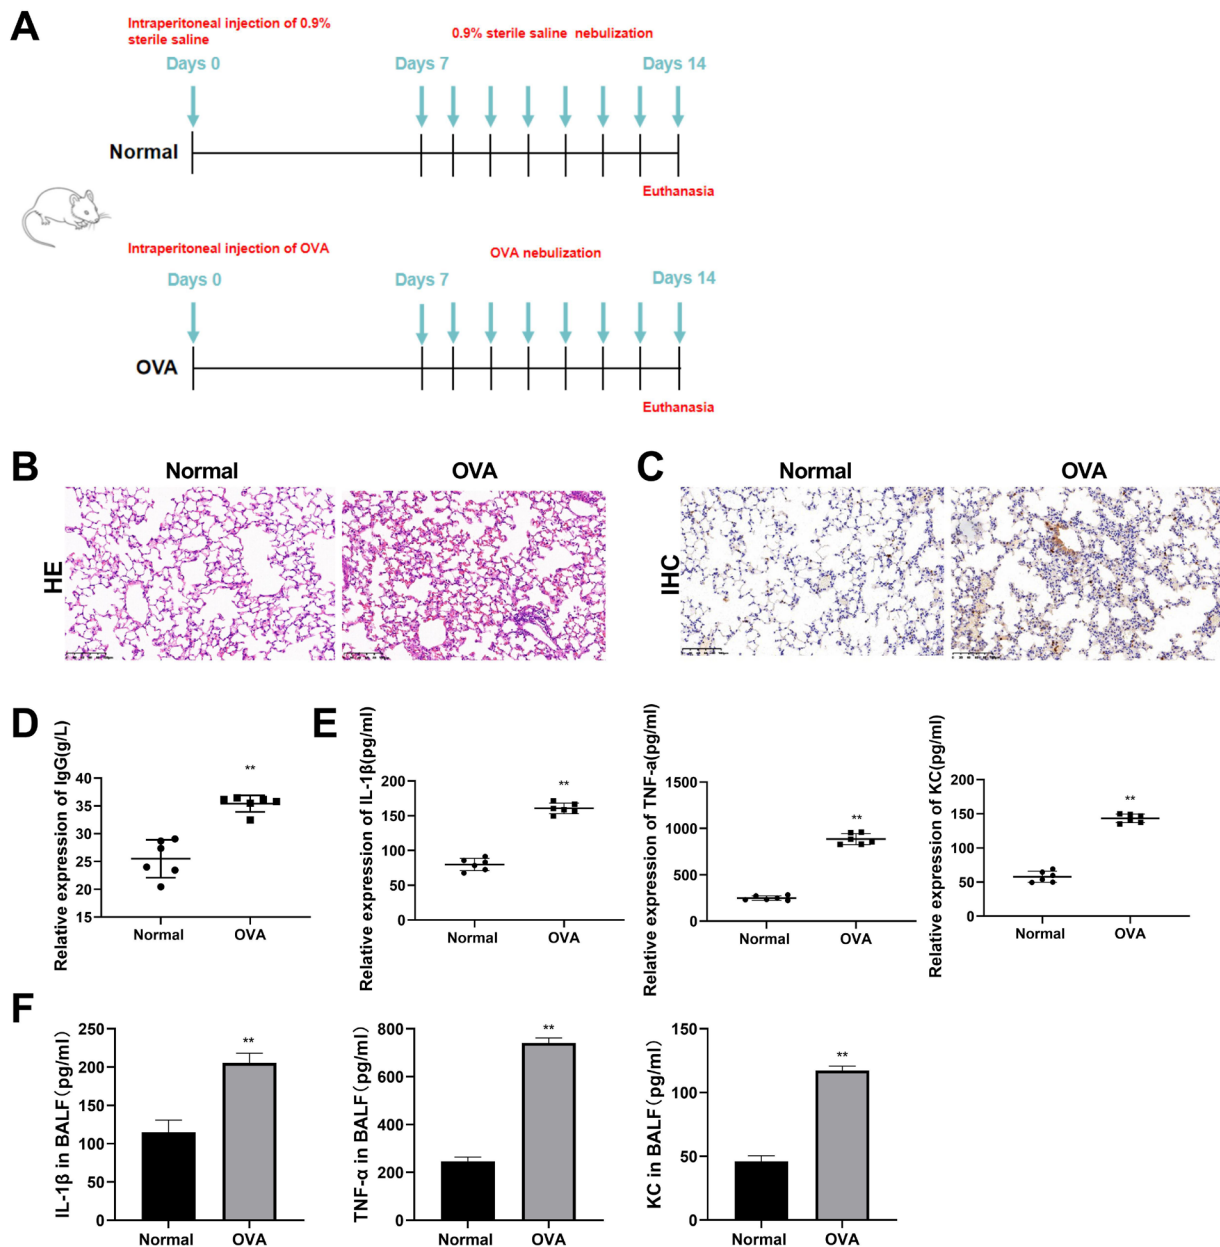 A
Intraperitoneal injection of 0.9%
sterile saline
0.9% sterile saline nebulization
Days 0
Days 7
Days 14
Normal
Euthanasia
Intraperitoneal injection of OVA
OVA nebulization
Days 0
Days 7
Days 14
OVA
Euthanasia
B
Normal
OVA
HE
C
Normal
OVA
IHC
D
Relative expression of IgG(g/L)
40
35
30
25
20
15
**
Normal
OVA
E
Relative expression of IL-1β(pg/ml)
200
150
100
50
0
**
Normal
OVA
Relative expression of TNF-a(pg/ml)
1500
1000
500
0
**
Normal
OVA
Relative expression of KC(pg/ml)
200
150
100
50
0
**
Normal
OVA
F
IL-1β in BALF(pg/ml)
250
200
150
100
50
0
**
Normal
OVA
TNF-α in BALF(pg/ml)
800
600
400
200
0
**
Normal
OVA
KC in BALF(pg/ml)
150
100
50
0
**
Normal
OVA